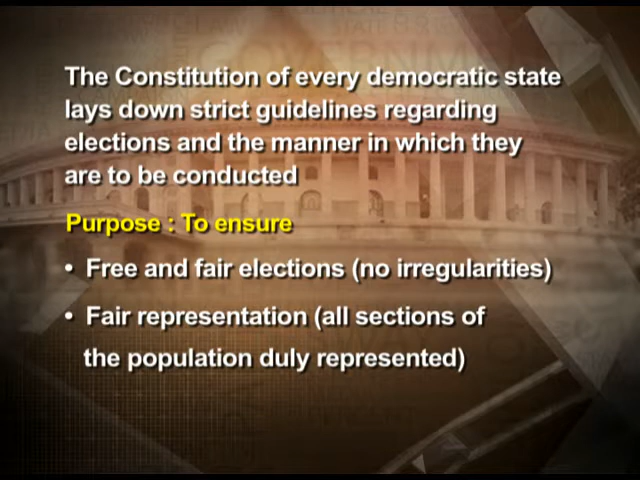 GOVERNMENT
The Constitution of every democratic state
lays down strict guidelines regarding
elections and the manner in which they
are to be conducted
Purpose : To ensure
• Free and fair elections (no irregularities)
• Fair representation (all sections of
the population duly represented)